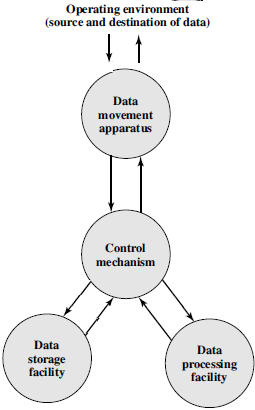 Operating environment
(source and destination of data)
Data
movement
apparatus
Control
mechanism
Data
storage
facility
Data
processing
facility